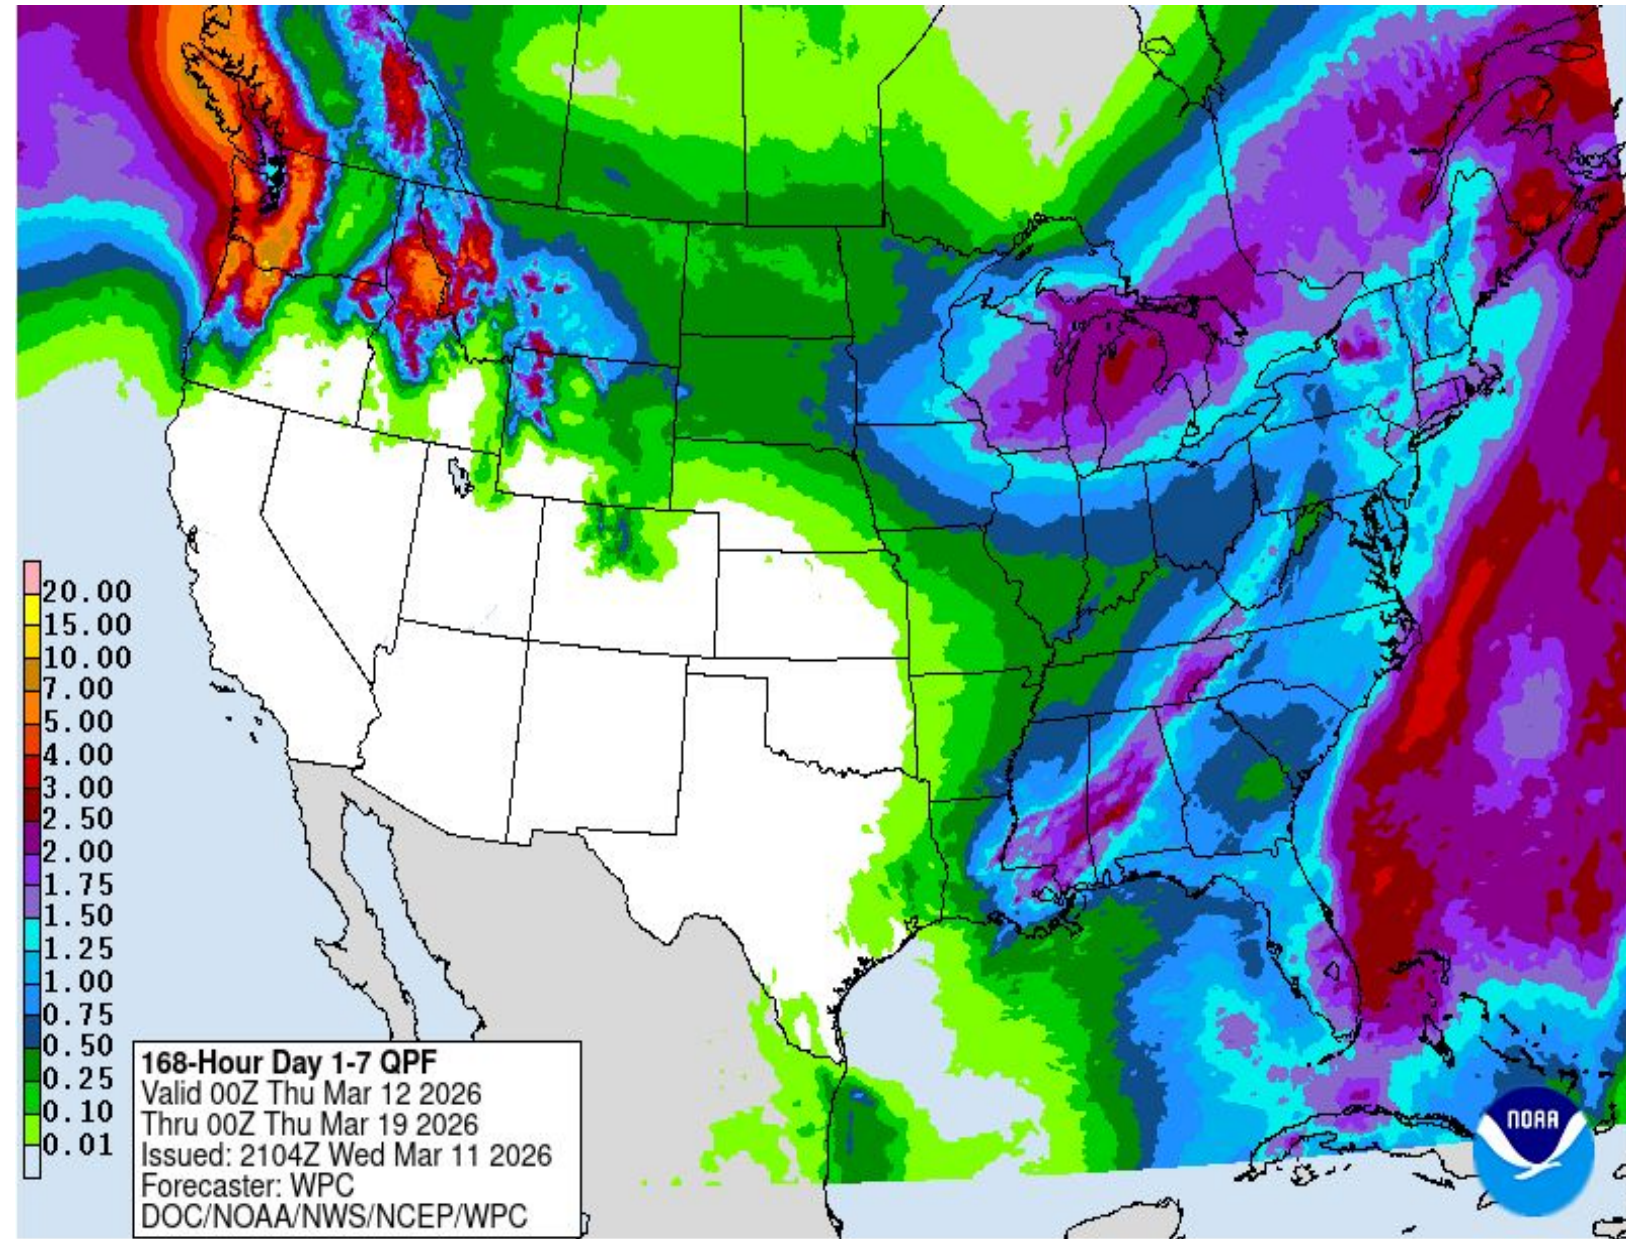 20.00
15.00
10.00
7.00
5.00
4.00
3.00
2.50
2.00
1.75
1.50
1.25
1.00
0.75
0.50
0.25
0.10
0.01
168-Hour Day 1-7 QPF
Valid 00Z Thu Mar 12 2026
Thru 00Z Thu Mar 19 2026
Issued: 2104Z Wed Mar 11 2026
Forecaster: WPC
DOC/NOAA/NWS/NCEP/WPC
NOAA